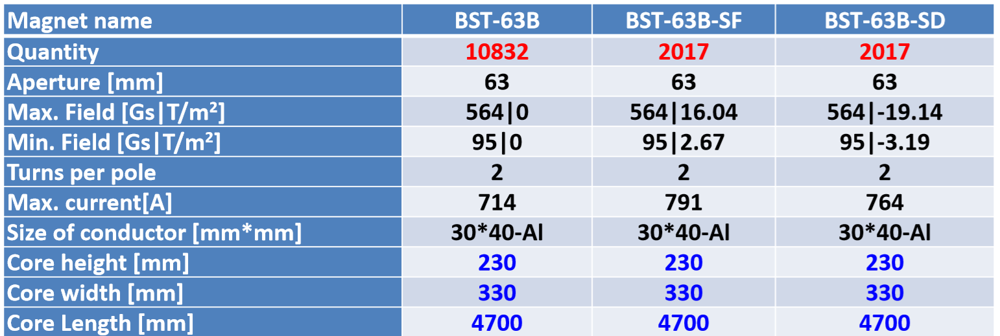 Magnet name BST-63B BST-63B-SF BST-63B-SD
Quantity 10832 2017 2017
Aperture [mm] 63 63 63
Max. Field [Gs|T/m²] 564|0 564|16.04 564|-19.14
Min. Field [Gs|T/m²] 95|0 95|2.67 95|-3.19
Turns per pole 2 2 2
Max. current[A] 714 791 764
Size of conductor [mm*mm] 30*40-Al 30*40-Al 30*40-Al
Core height [mm] 230 230 230
Core width [mm] 330 330 330
Core Length [mm] 4700 4700 4700